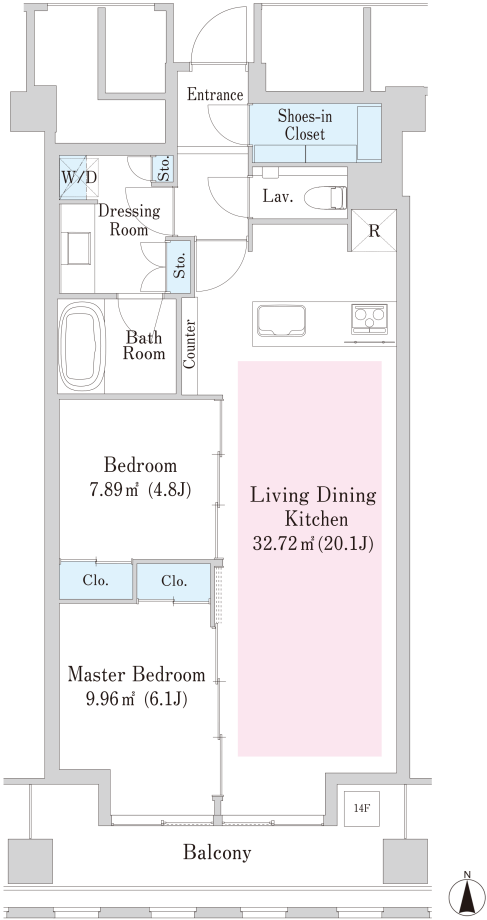 Entrance
Shoes-in
Closet
W/D
Sto.
Lav.
Dressing
Room
R
Sto.
Bath
Room
Counter
Bedroom
7.89㎡ (4.8J)
Living Dining
Kitchen
32.72㎡(20.1J)
Clo.
Clo.
Master Bedroom
9.96㎡ (6.1J)
14F
Balcony
N